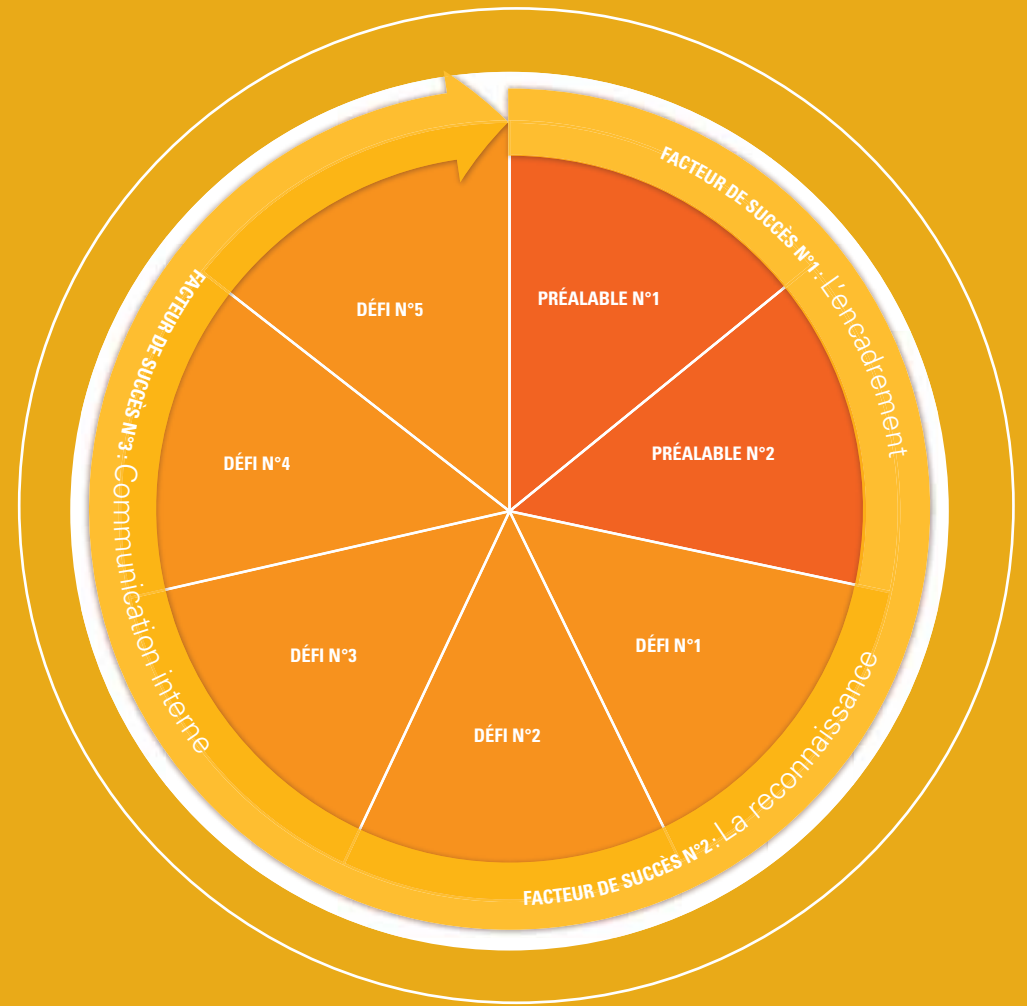 FACTEUR DE SUCCÈS N°1 : L'encadrement
PRÉALABLE N°1
PRÉALABLE N°2
DÉFI N°1
DÉFI N°2
DÉFI N°3
DÉFI N°4
DÉFI N°5
FACTEUR DE SUCCÈS N°2 : La reconnaissance
FACTEUR DE SUCCÈS N°3 : Communication interne